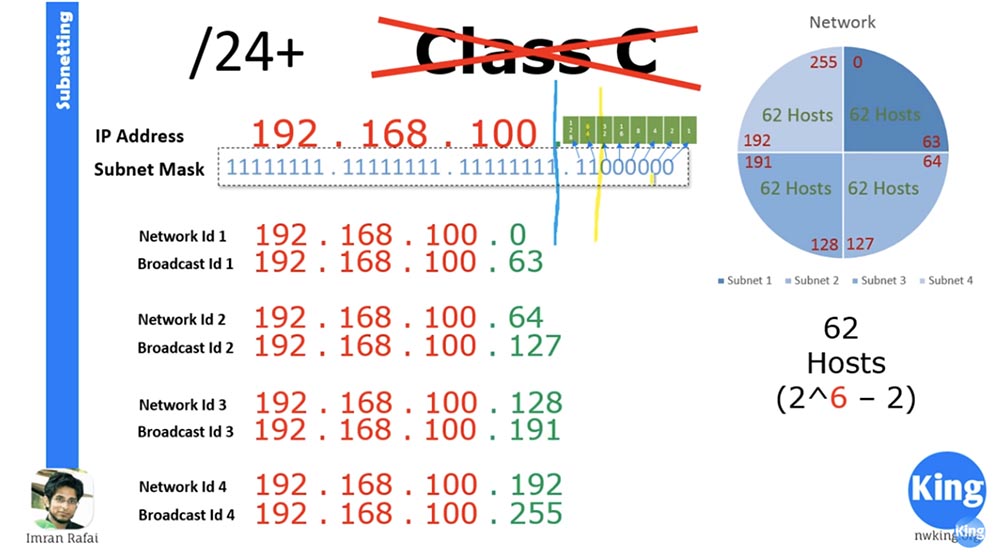 Subnetting
/24+
Class C
IP Address 192 . 168 . 100 . 128 64 32 16 8 4 2 1
Subnet Mask 11111111 . 11111111 . 11111111 . 11000000
Network Id 1 192 . 168 . 100 . 0
Broadcast Id 1 192 . 168 . 100 . 63
Network Id 2 192 . 168 . 100 . 64
Broadcast Id 2 192 . 168 . 100 . 127
Network Id 3 192 . 168 . 100 . 128
Broadcast Id 3 192 . 168 . 100 . 191
Network Id 4 192 . 168 . 100 . 192
Broadcast Id 4 192 . 168 . 100 . 255
Network
255 0
62 Hosts 62 Hosts
192 63
191 64
62 Hosts 62 Hosts
128 127
Subnet 1 Subnet 2 Subnet 3 Subnet 4
62
Hosts
(2^6 – 2)
Imran Rafai
King
nwking.org
King